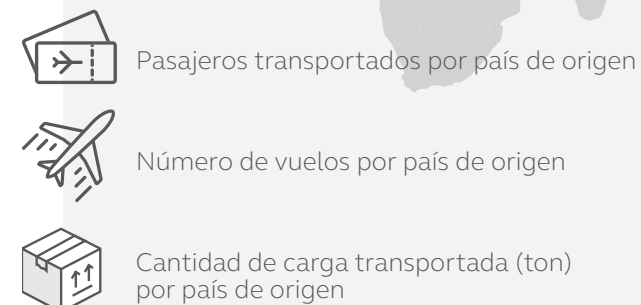 Pasajeros transportados por país de origen
Número de vuelos por país de origen
Cantidad de carga transportada (ton)
por país de origen